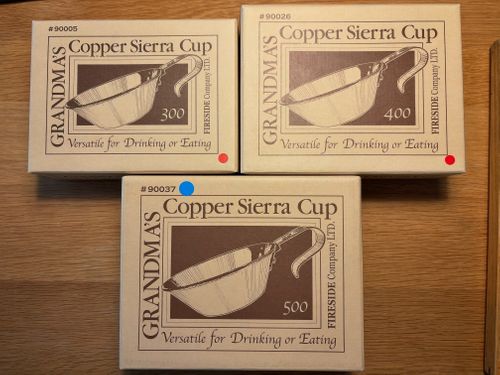 #90005
GRANDMA'S
Copper Sierra Cup
300
FIRESIDE Company LTD.
Versatile for Drinking or Eating
#90026
GRANDMA'S
Copper Sierra Cup
400
FIRESIDE Company LTD.
Versatile for Drinking or Eating
#90037
GRANDMA'S
Copper Sierra Cup
500
FIRESIDE Company LTD.
Versatile for Drinking or Eating